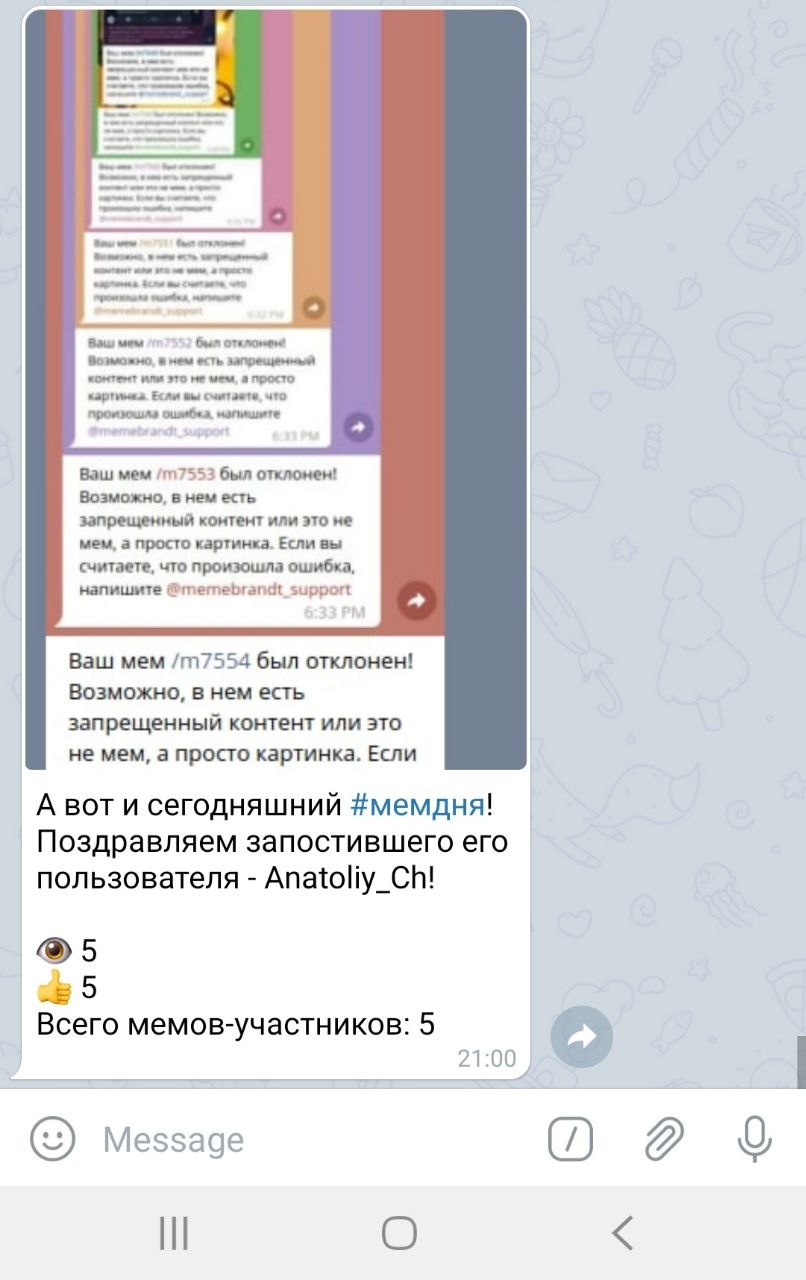 Ваш мем /m7551 был отклонен!
Возможно, в нем есть запрещенный
контент или это не мем, а просто
картинка. Если вы считаете, что
произошла ошибка, напишите
@memebrandt_support
6:32 PM
Ваш мем /m7552 был отклонен!
Возможно, в нем есть запрещенный
контент или это не мем, а просто
картинка. Если вы считаете, что
произошла ошибка, напишите
@memebrandt_support
6:33 PM
Ваш мем /m7553 был отклонен!
Возможно, в нем есть
запрещенный контент или это не
мем, а просто картинка. Если вы
считаете, что произошла ошибка,
напишите @memebrandt_support
6:33 PM
Ваш мем /m7554 был отклонен!
Возможно, в нем есть
запрещенный контент или это
не мем, а просто картинка. Если
А вот и сегодняшний #мемдня!
Поздравляем запостившего его
пользователя - Anatoliy_Ch!
👁 5
👍 5
Всего мемов-участников: 5
21:00
Message